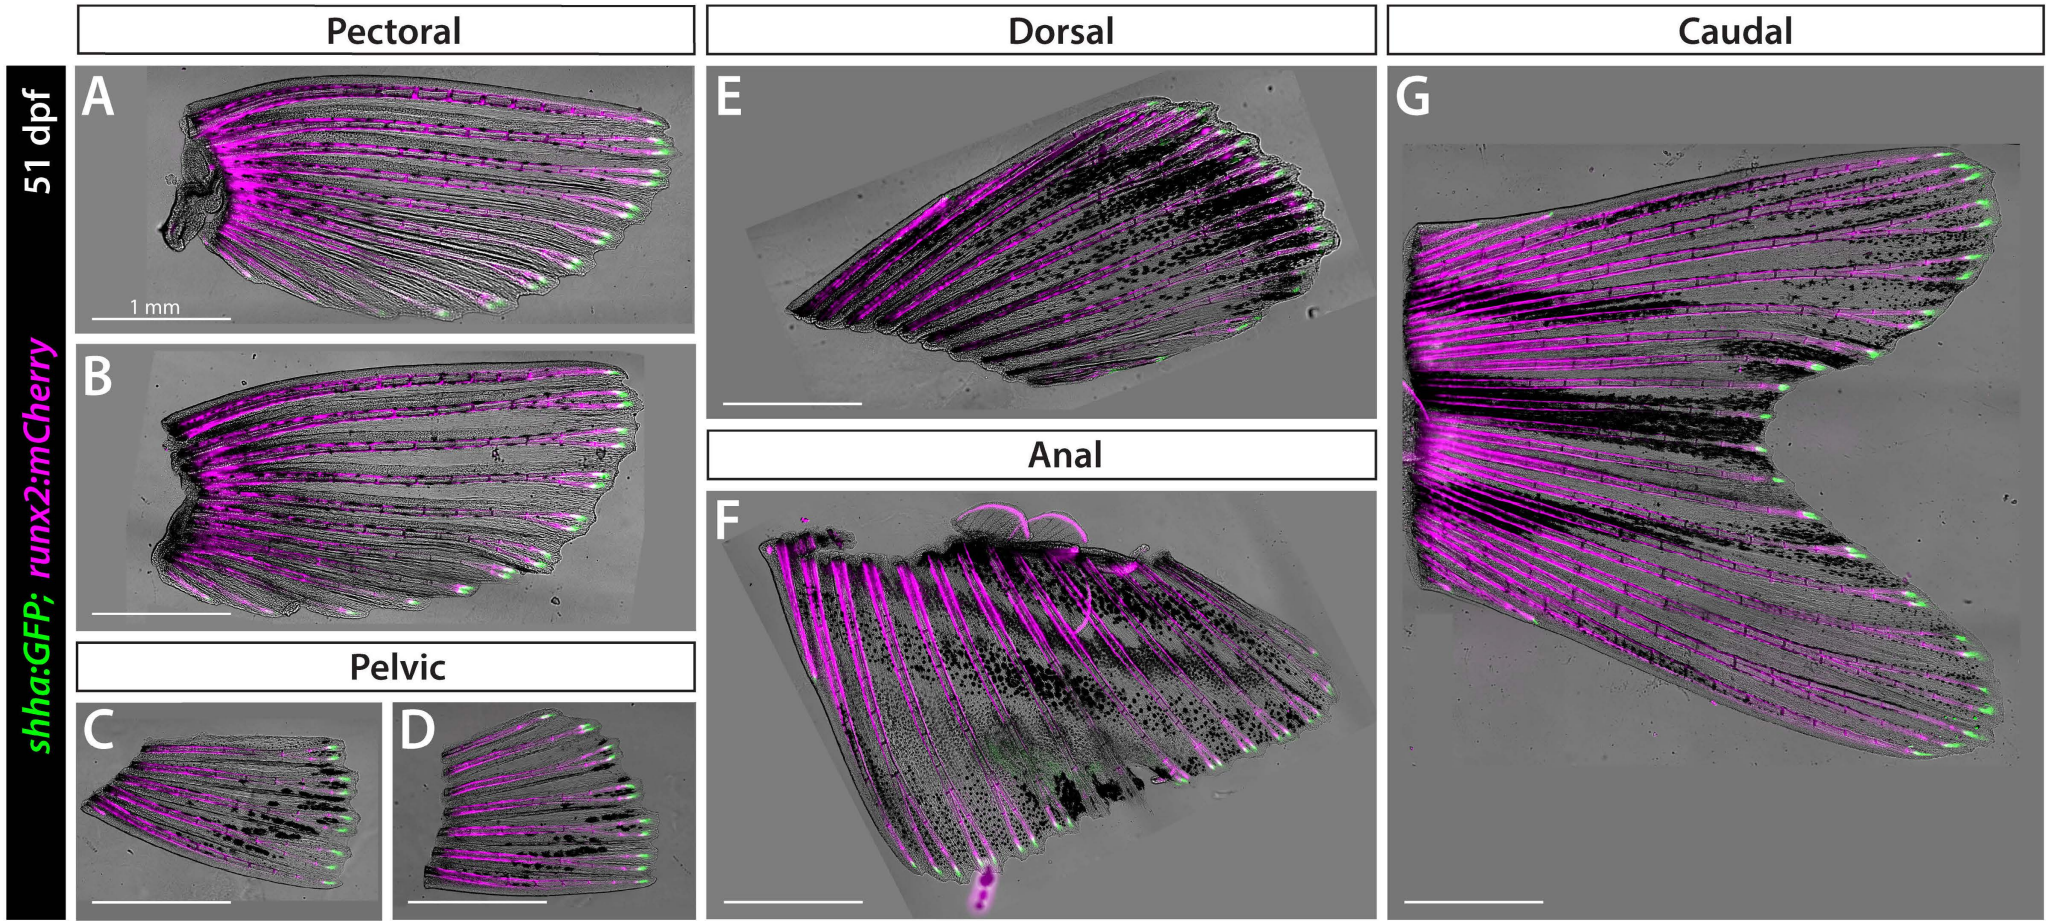 Pectoral
Dorsal
Caudal
51 dpf
shha:GFP; runx2:mCherry
A
1 mm
B
Pelvic
C
D
E
Anal
F
G